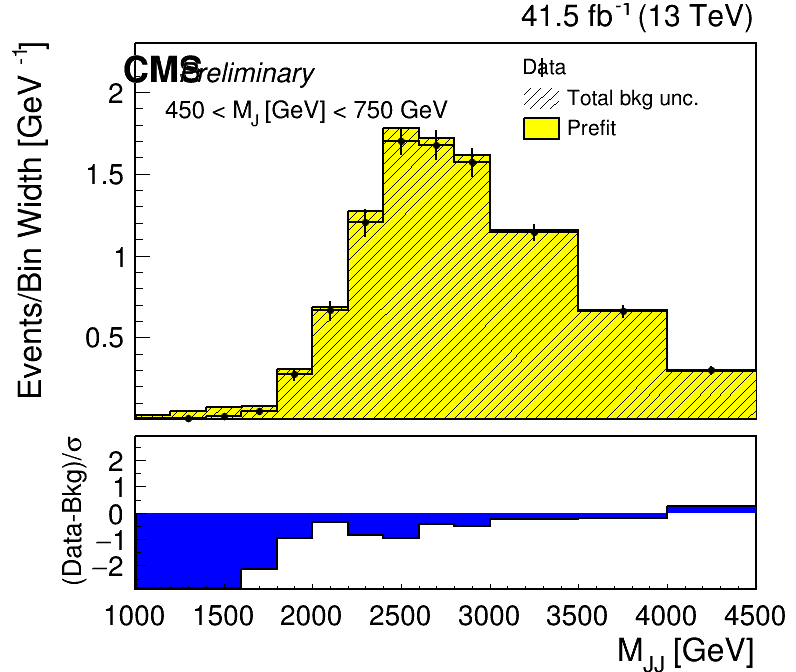 41.5 fb-1 (13 TeV)
CMS Preliminary
450 < MJ [GeV] < 750 GeV
Data
Total bkg unc.
Prefit
Events/Bin Width [GeV-1]
2
1.5
1
0.5
(Data-Bkg)/σ
2
1
0
−1
−2
1000 1500 2000 2500 3000 3500 4000 4500
MJJ [GeV]